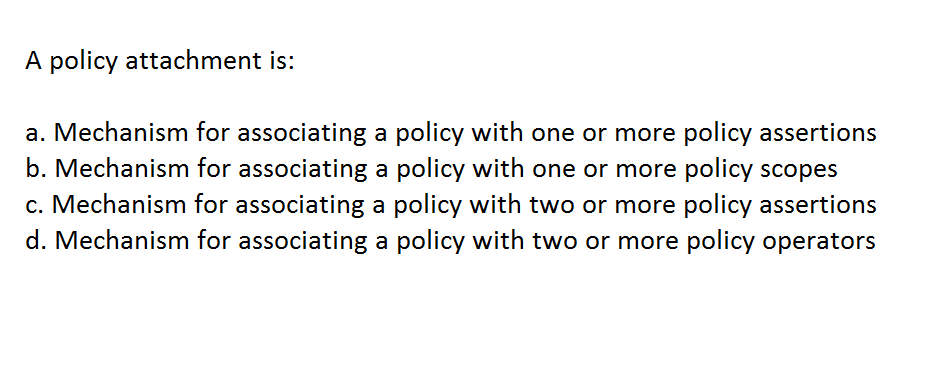 A policy attachment is:
a. Mechanism for associating a policy with one or more policy assertions
b. Mechanism for associating a policy with one or more policy scopes
c. Mechanism for associating a policy with two or more policy assertions
d. Mechanism for associating a policy with two or more policy operators